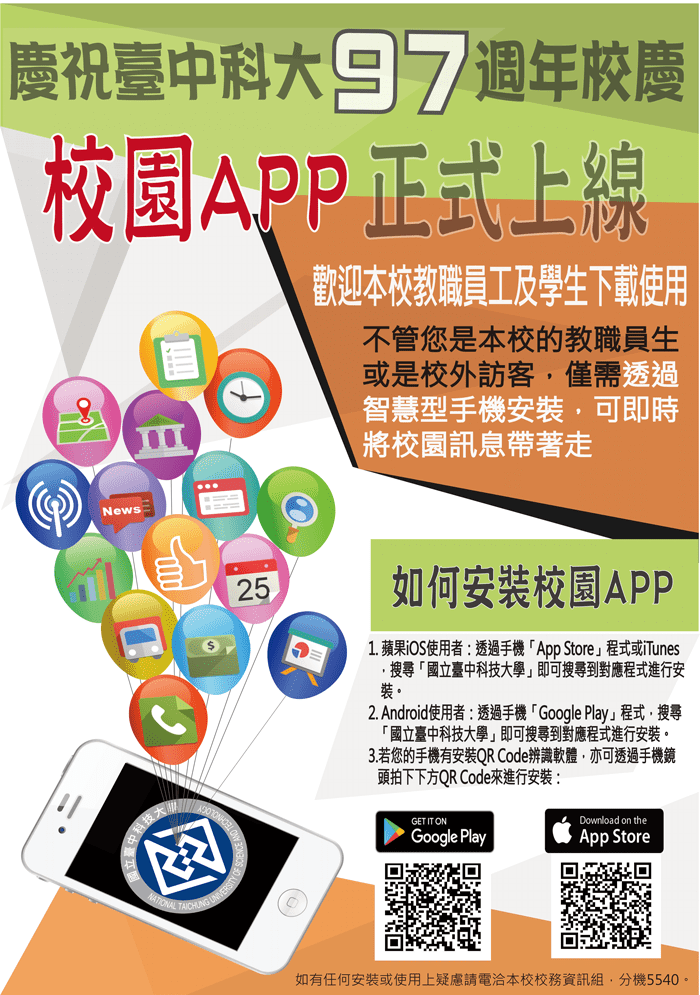 慶祝臺中科大97週年校慶
校園APP 正式上線
歡迎本校教職員工及學生下載使用
不管您是本校的教職員生
或是校外訪客，僅需透過
智慧型手機安裝，可即時
將校園訊息帶著走
News
25
$
如何安裝校園APP
1. 蘋果iOS使用者：透過手機「App Store」程式或iTunes
，搜尋「國立臺中科技大學」即可搜尋到對應程式進行安
裝。
2. Android使用者：透過手機「Google Play」程式，搜尋
「國立臺中科技大學」即可搜尋到對應程式進行安裝。
3.若您的手機有安裝QR Code辨識軟體，亦可透過手機鏡
頭拍下下方QR Code來進行安裝：
國立臺中科技大學
NATIONAL TAICHUNG UNIVERSITY OF SCIENCE AND TECHNOLOGY
GET IT ON
Google Play
Download on the
App Store
如有任何安裝或使用上疑慮請電洽本校校務資訊組，分機5540。